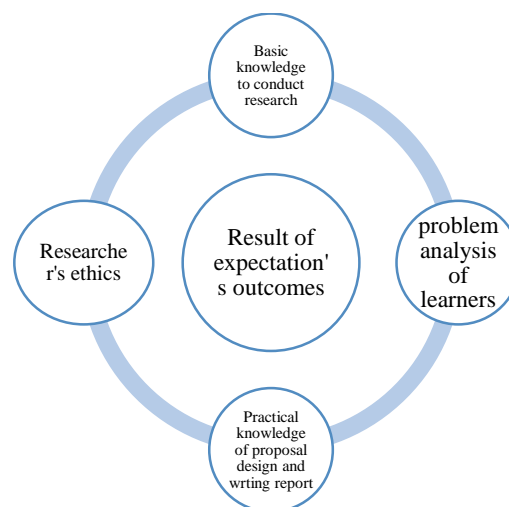 Basic
knowledge
to conduct
research
Researche
r's ethics
Result of
expectation'
s outcomes
problem
analysis
of
learners
Practical
knowledge
of proposal
design and
wrting report